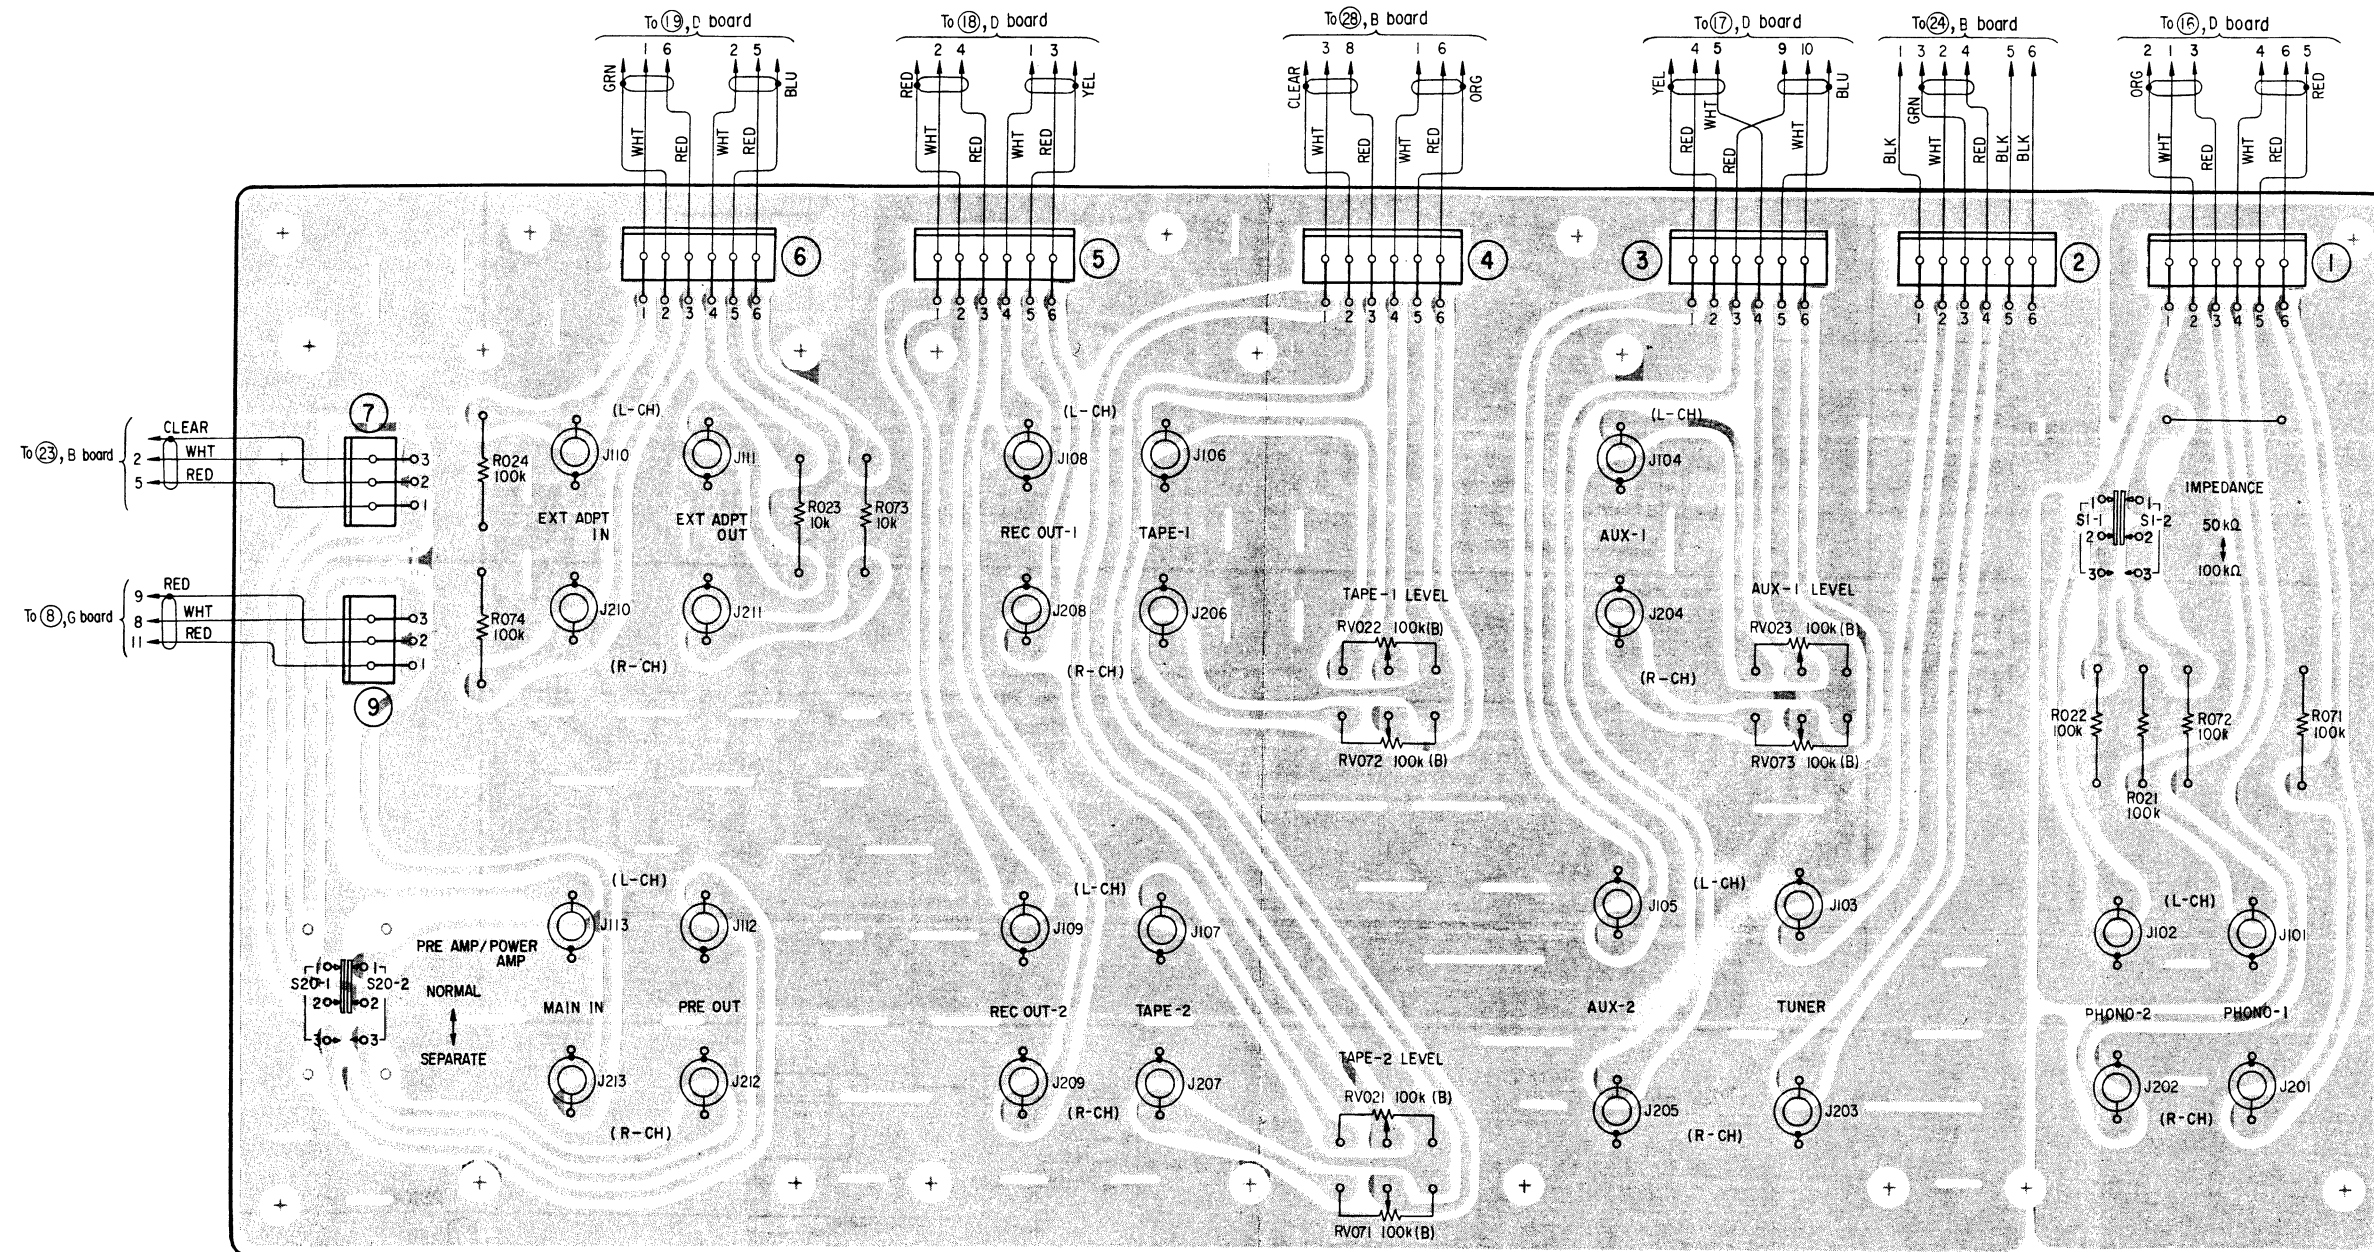 To 19, D board
To 18, D board
To 28, B board
To 17, D board
To 24, B board
To 16, D board
1 6 2 5
2 4 1 3
3 8 1 6
4 5 9 10
1 3 2 4 5 6
2 1 3 4 6 5
GRN BLU
RED YEL
CLEAR ORG
YEL BLU
GRN
ORG RED
WHT RED WHT RED
WHT RED WHT RED
WHT RED WHT RED
RED WHT RED WHT
BLK WHT RED BLK BLK
WHT RED WHT RED
6
5
4
3
2
1
1 2 3 4 5 6
1 2 3 4 5 6
1 2 3 4 5 6
1 2 3 4 5 6
1 2 3 4 5 6
1 2 3 4 5 6
7
To 23, B board
CLEAR
2 WHT
5 RED
3
2
1
To 8, G board
9 RED
8 WHT
11 RED
3
2
1
9
R024
100k
R074
100k
(L-CH)
J110
J111
EXT ADPT
IN
EXT ADPT
OUT
R023
10k
R073
10k
J210
J211
(R-CH)
(L-CH)
J108
J106
REC OUT-1
TAPE-1
J208
J206
(R-CH)
TAPE-1 LEVEL
RV022 100k(B)
RV072 100k(B)
(L-CH)
J104
AUX-1
J204
(R-CH)
AUX-1 LEVEL
RV023 100k(B)
RV073 100k(B)
IMPEDANCE
50kΩ
100kΩ
1 1
S1-1 S1-2
2 2
3 3
R022
100k
R021
100k
R072
100k
R071
100k
(L-CH)
J113
J112
PRE AMP/POWER
AMP
NORMAL
SEPARATE
1 1
S20-1 S20-2
2 2
3 3
MAIN IN
PRE OUT
J213
J212
(R-CH)
(L-CH)
J109
J107
REC OUT-2
TAPE-2
J209
J207
(R-CH)
TAPE-2 LEVEL
RV021 100k(B)
RV071 100k(B)
(L-CH)
J105
J103
AUX-2
TUNER
J205
J203
(R-CH)
(L-CH)
J102
J101
PHONO-2
PHONO-1
J202
J201
(R-CH)